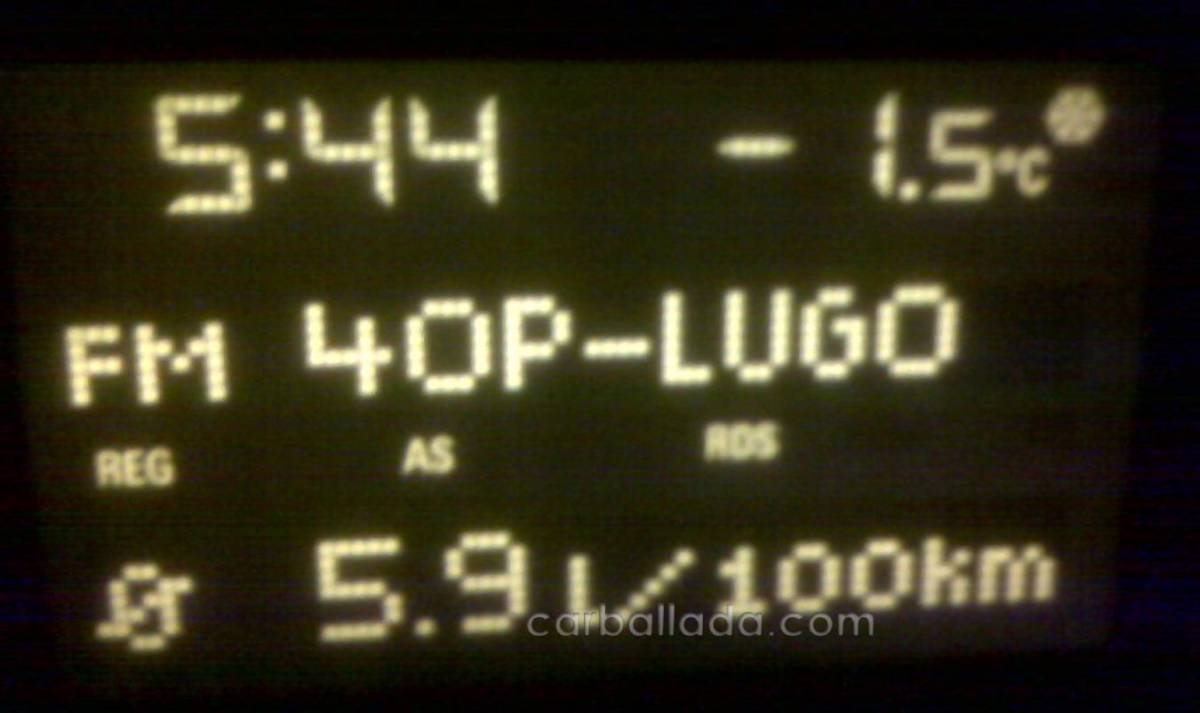 5:44 -1.5°C
FM 40P-LUGO
REG AS RDS
Ø 5.9 l/100km
carballada.com